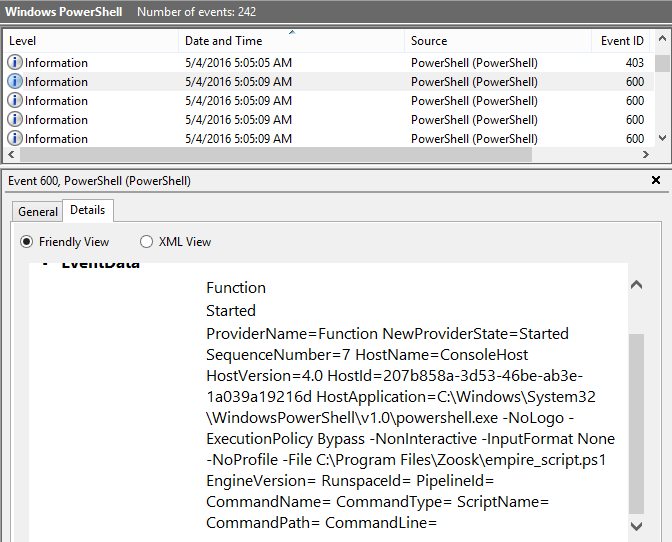 Windows PowerShell Number of events: 242
Level Date and Time Source Event ID
Information 5/4/2016 5:05:05 AM PowerShell (PowerShell) 403
Information 5/4/2016 5:05:09 AM PowerShell (PowerShell) 600
Information 5/4/2016 5:05:09 AM PowerShell (PowerShell) 600
Information 5/4/2016 5:05:09 AM PowerShell (PowerShell) 600
Information 5/4/2016 5:05:09 AM PowerShell (PowerShell) 600
Event 600, PowerShell (PowerShell)
General Details
Friendly View XML View
EventData
Function
Started
ProviderName=Function NewProviderState=Started
SequenceNumber=7 HostName=ConsoleHost
HostVersion=4.0 HostId=207b858a-3d53-46be-ab3e-
1a039a19216d HostApplication=C:\Windows\System32
\WindowsPowerShell\v1.0\powershell.exe -NoLogo -
ExecutionPolicy Bypass -NonInteractive -InputFormat None
-NoProfile -File C:\Program Files\Zoosk\empire_script.ps1
EngineVersion= RunspaceId= PipelineId=
CommandName= CommandType= ScriptName=
CommandPath= CommandLine=